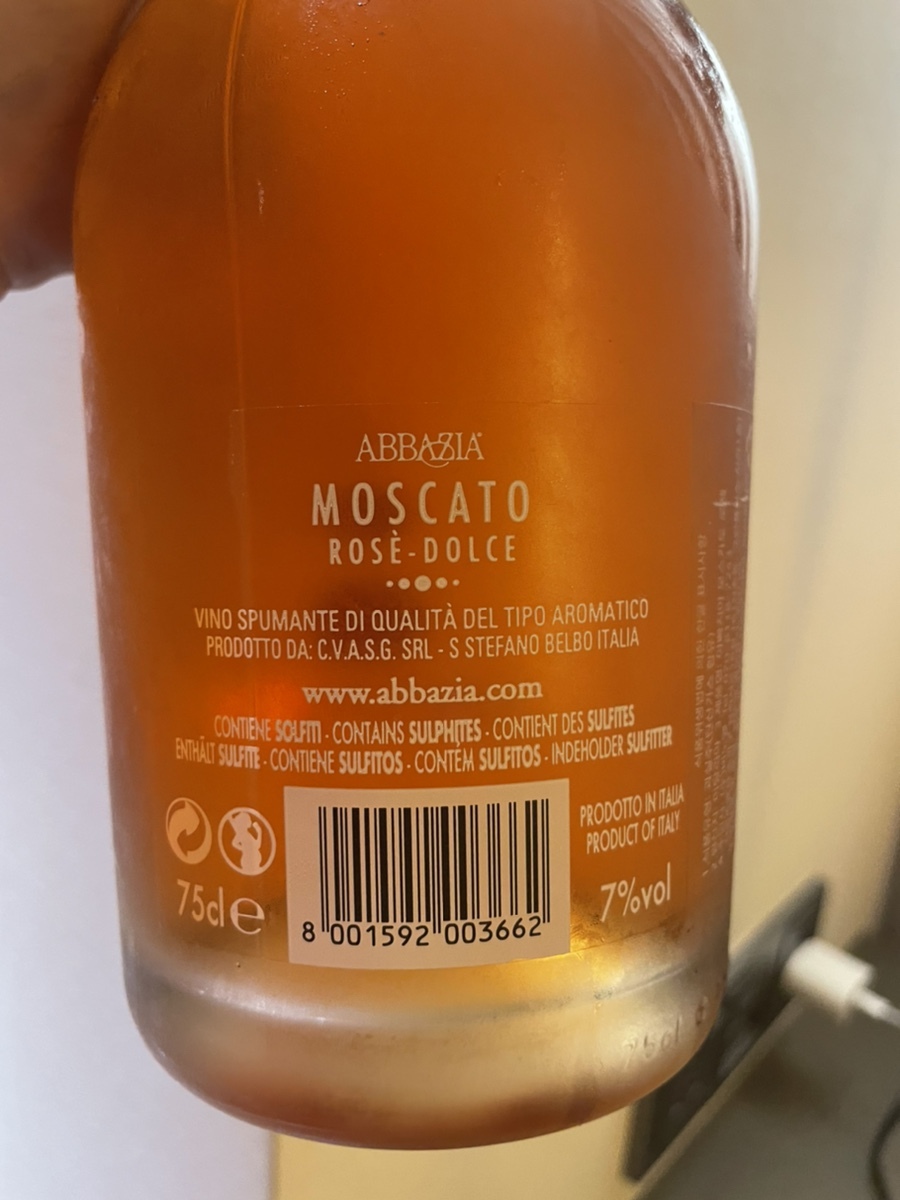 ABBAZIA
MOSCATO
ROSÈ-DOLCE
VINO SPUMANTE DI QUALITÀ DEL TIPO AROMATICO
PRODOTTO DA: C.V.A.S.G. SRL - S STEFANO BELBO ITALIA
www.abbazia.com
CONTIENE SOLFITI · CONTAINS SULPHITES · CONTIENT DES SULFITES
ENTHÄLT SULFITE · CONTIENE SULFITOS · CONTÉM SULFITOS · INDEHOLDER SULFITTER
PRODOTTO IN ITALIA
PRODUCT OF ITALY
75cl e
7%vol
8 001592 003662
75cl